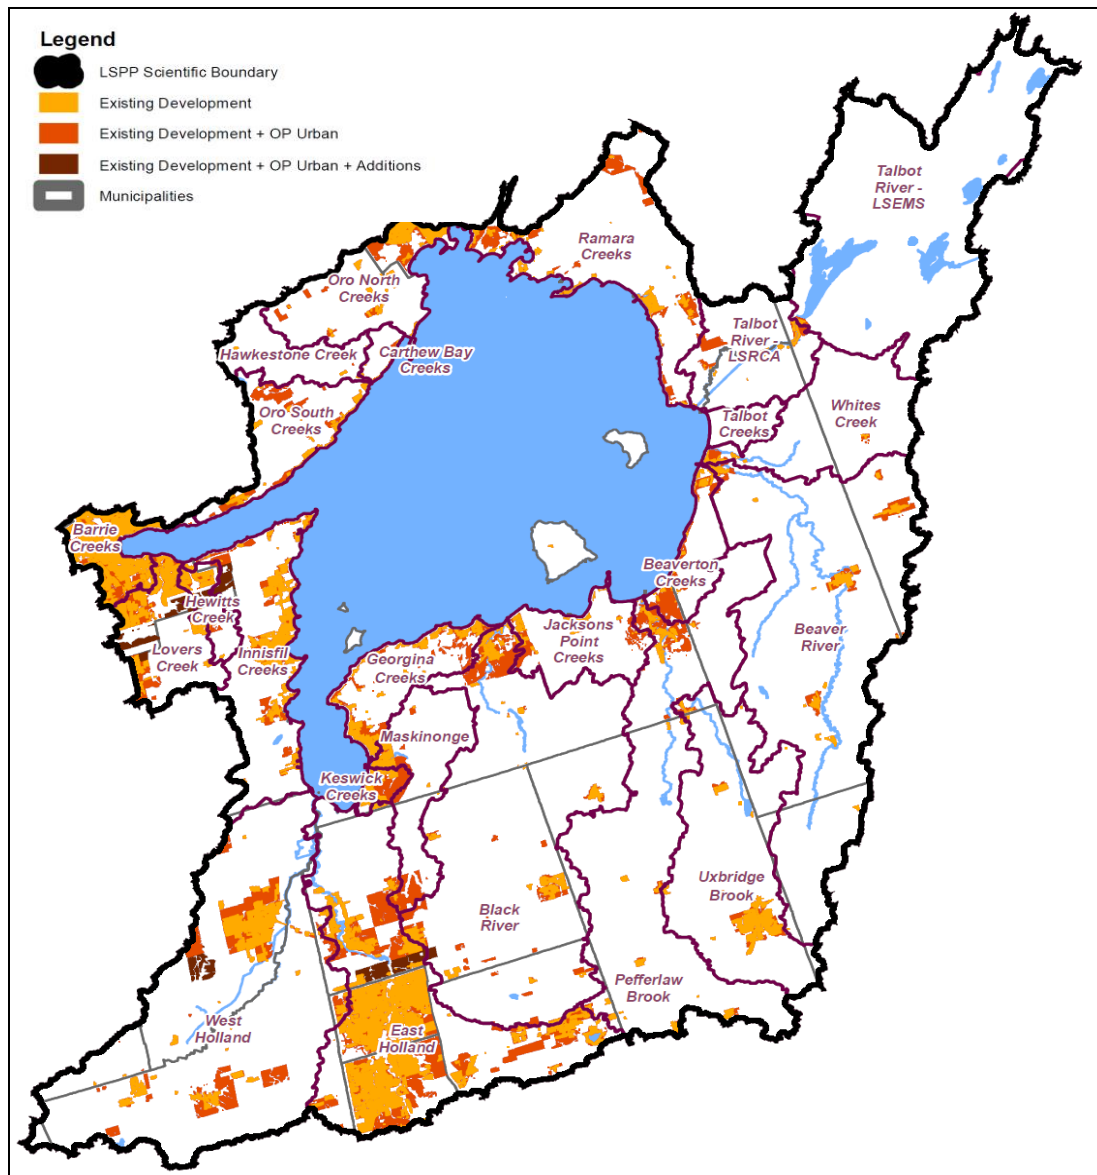 Legend
LSPP Scientific Boundary
Existing Development
Existing Development + OP Urban
Existing Development + OP Urban + Additions
Municipalities
Talbot
River -
LSEMS
Ramara
Creeks
Oro North
Creeks
Talbot
River -
LSRCA
Hawkestone Creek
Carthew Bay
Creeks
Oro South
Creeks
Talbot
Creeks
Whites
Creek
Barrie
Creeks
Beaverton
Creeks
Hewitts
Creek
Jacksons
Point
Creeks
Beaver
River
Lovers
Creek
Innisfil
Creeks
Georgina
Creeks
Maskinonge
Keswick
Creeks
Uxbridge
Brook
Black
River
Pefferlaw
Brook
West
Holland
East
Holland